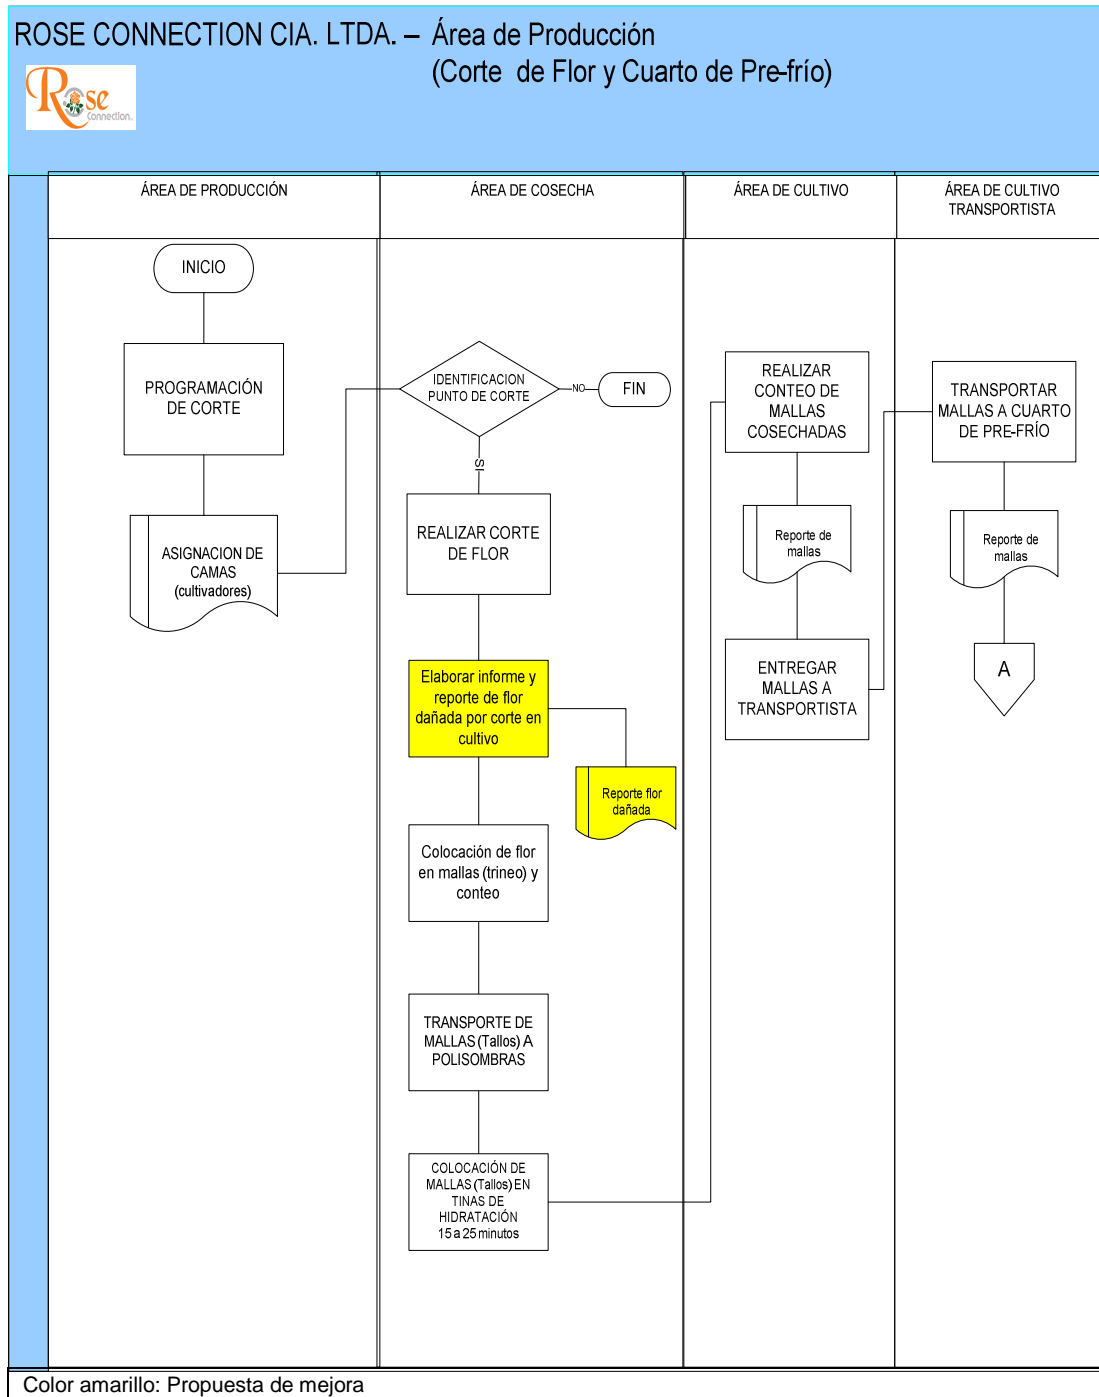 ROSE CONNECTION CIA. LTDA. – Área de Producción
(Corte de Flor y Cuarto de Pre-frío)
Rose
Connection.
ÁREA DE PRODUCCIÓN
ÁREA DE COSECHA
ÁREA DE CULTIVO
ÁREA DE CULTIVO
TRANSPORTISTA
INICIO
PROGRAMACIÓN
DE CORTE
ASIGNACION DE
CAMAS
(cultivadores)
IDENTIFICACION
PUNTO DE CORTE
NO
FIN
SI
REALIZAR CORTE
DE FLOR
Elaborar informe y
reporte de flor
dañada por corte en
cultivo
Reporte flor
dañada
Colocación de flor
en mallas (trineo) y
conteo
TRANSPORTE DE
MALLAS (Tallos) A
POLISOMBRAS
COLOCACIÓN DE
MALLAS (Tallos) EN
TINAS DE
HIDRATACIÓN
15 a 25 minutos
REALIZAR
CONTEO DE
MALLAS
COSECHADAS
Reporte de
mallas
ENTREGAR
MALLAS A
TRANSPORTISTA
TRANSPORTAR
MALLAS A CUARTO
DE PRE-FRÍO
Reporte de
mallas
A
Color amarillo: Propuesta de mejora